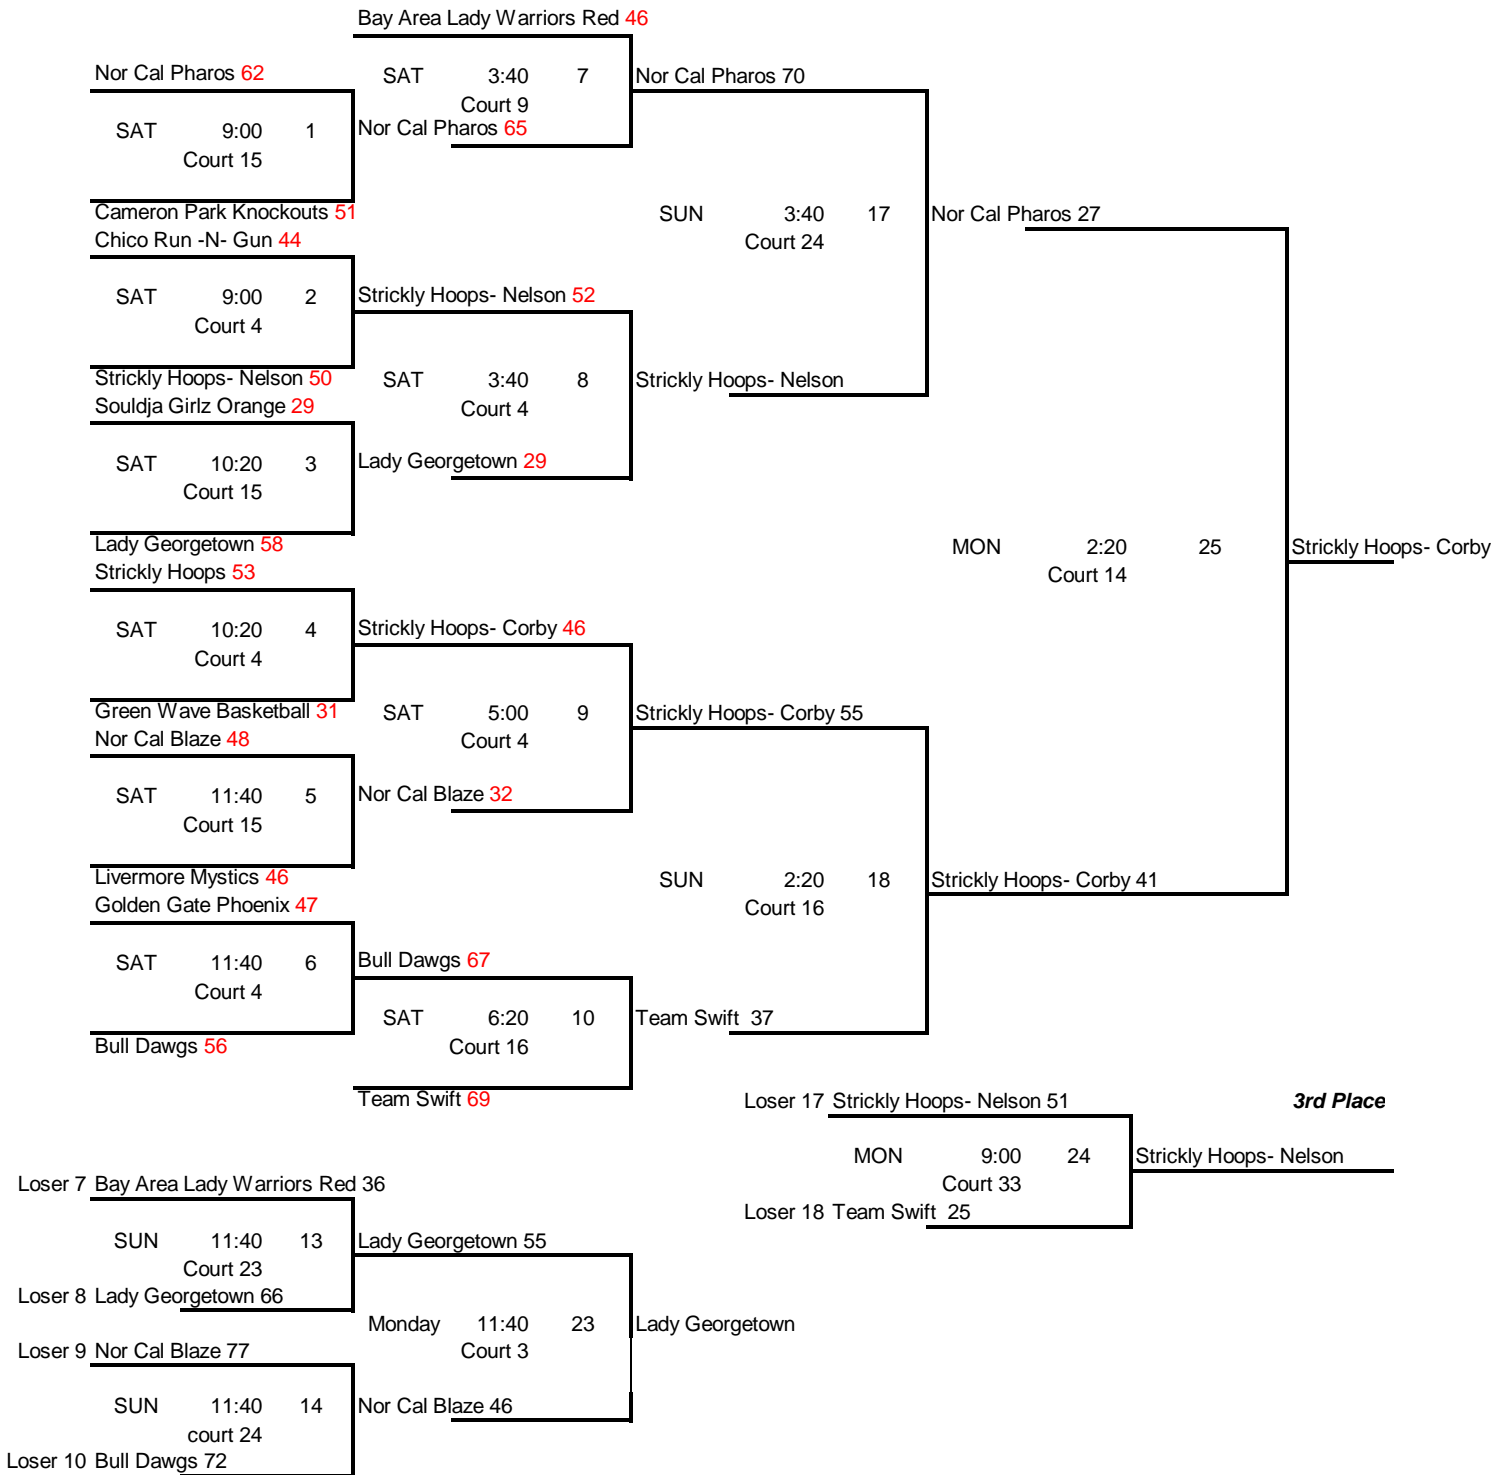 Bay Area Lady Warriors Red 46
Nor Cal Pharos 62
SAT 3:40 7
Court 9
Nor Cal Pharos 70
SAT 9:00 1
Court 15
Nor Cal Pharos 65
Cameron Park Knockouts 51
SUN 3:40 17
Court 24
Nor Cal Pharos 27
Chico Run -N- Gun 44
SAT 9:00 2
Court 4
Strickly Hoops- Nelson 52
Strickly Hoops- Nelson 50
SAT 3:40 8
Court 4
Strickly Hoops- Nelson
Souldja Girlz Orange 29
SAT 10:20 3
Court 15
Lady Georgetown 29
Lady Georgetown 58
MON 2:20 25
Court 14
Strickly Hoops- Corby
Strickly Hoops 53
SAT 10:20 4
Court 4
Strickly Hoops- Corby 46
Green Wave Basketball 31
SAT 5:00 9
Court 4
Strickly Hoops- Corby 55
Nor Cal Blaze 48
SAT 11:40 5
Court 15
Nor Cal Blaze 32
Livermore Mystics 46
SUN 2:20 18
Court 16
Strickly Hoops- Corby 41
Golden Gate Phoenix 47
SAT 11:40 6
Court 4
Bull Dawgs 67
SAT 6:20 10
Court 16
Team Swift 37
Bull Dawgs 56
Team Swift 69
Loser 17 Strickly Hoops- Nelson 51
3rd Place
MON 9:00 24
Court 33
Strickly Hoops- Nelson
Loser 18 Team Swift 25
Loser 7 Bay Area Lady Warriors Red 36
SUN 11:40 13
Court 23
Lady Georgetown 55
Loser 8 Lady Georgetown 66
Monday 11:40 23
Court 3
Lady Georgetown
Loser 9 Nor Cal Blaze 77
SUN 11:40 14
court 24
Nor Cal Blaze 46
Loser 10 Bull Dawgs 72